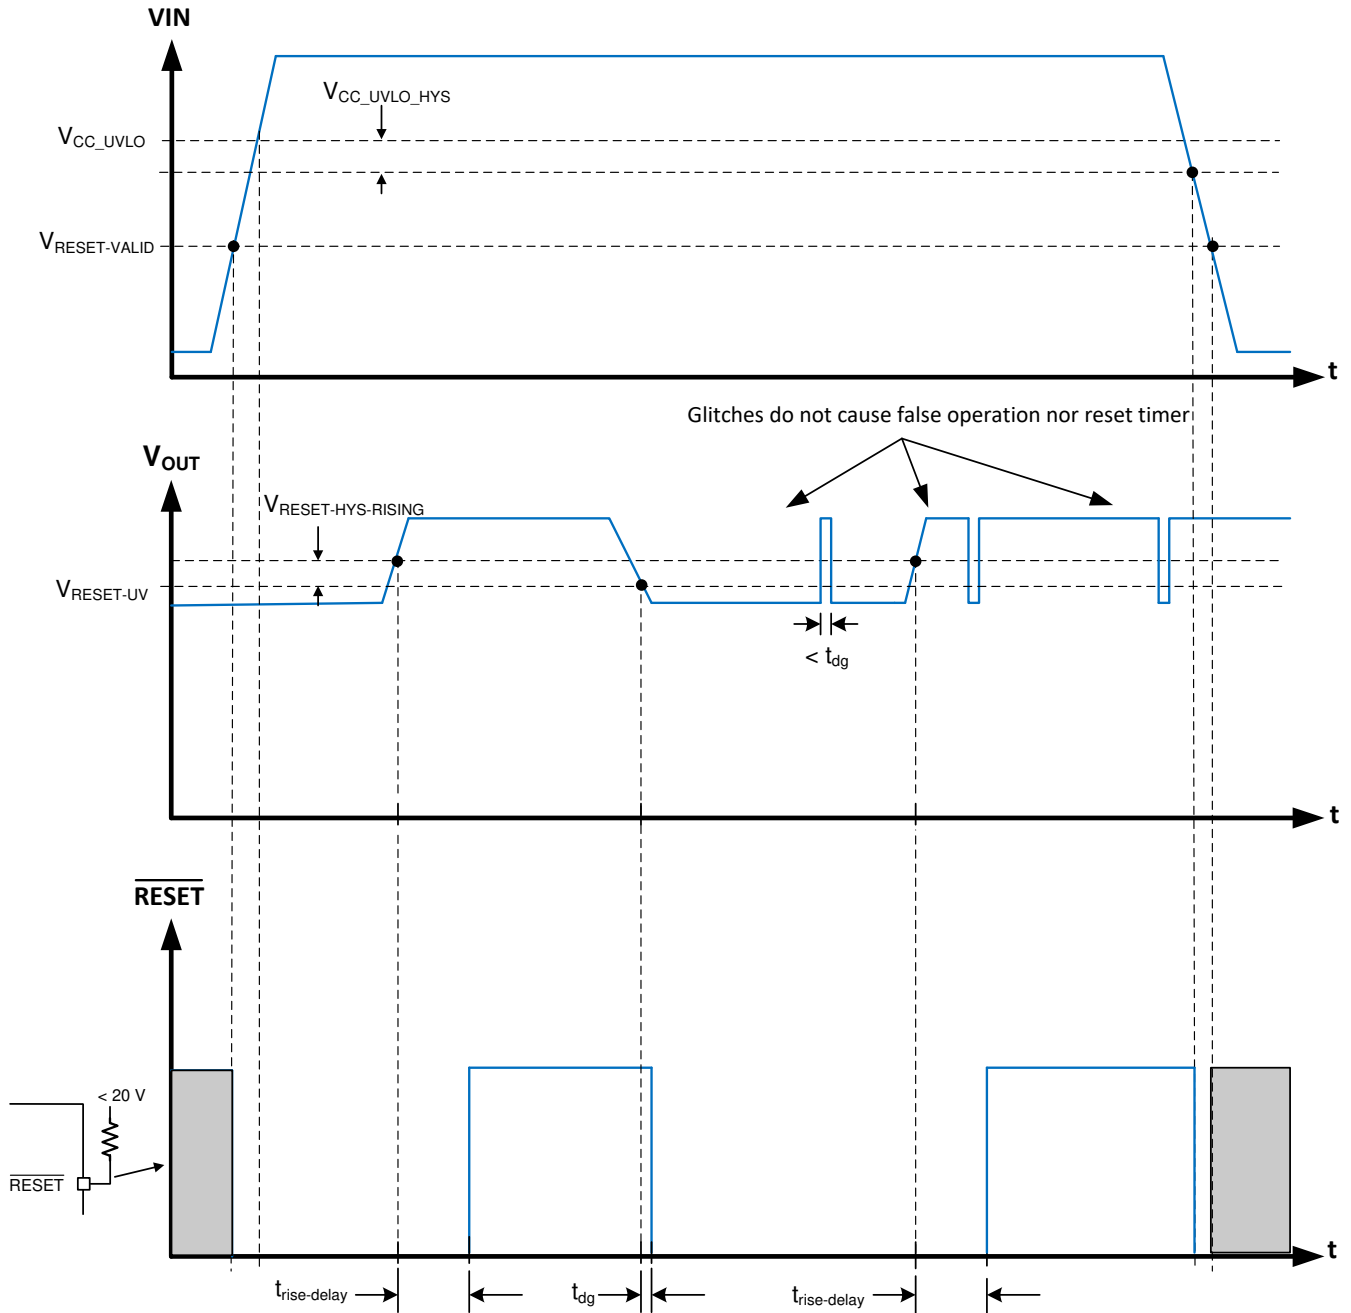 VIN
VCC_UVLO_HYS
VCC_UVLO
VRESET-VALID
t
Glitches do not cause false operation nor reset timer
VOUT
VRESET-HYS-RISING
VRESET-UV
< tdg
t
RESET
< 20 V
RESET
t
trise-delay
tdg
trise-delay